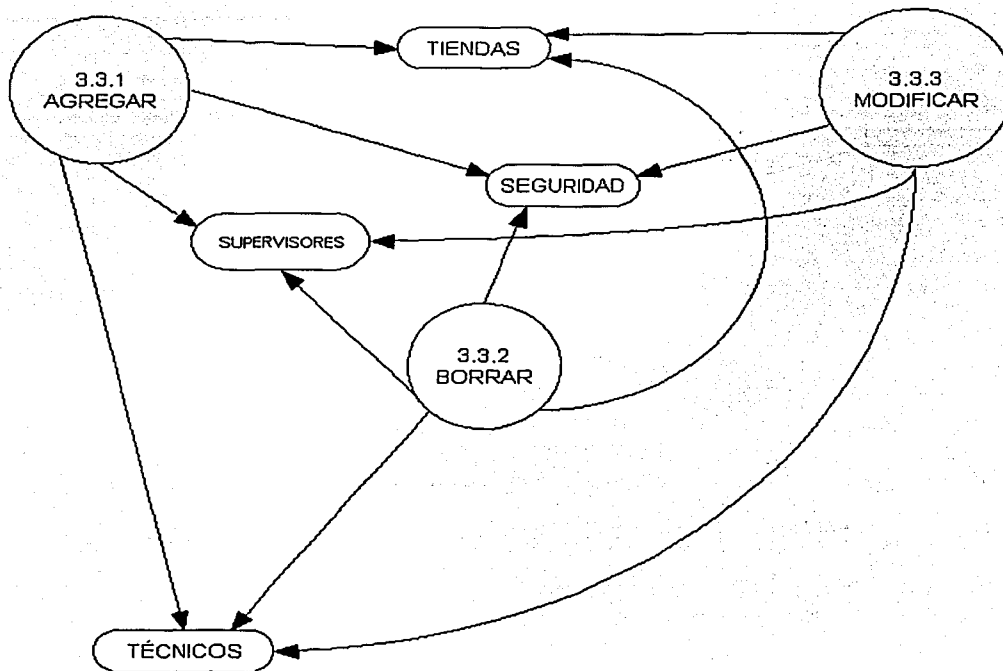 TIENDAS
3.3.1
AGREGAR
3.3.3
MODIFICAR
SEGURIDAD
SUPERVISORES
3.3.2
BORRAR
TÉCNICOS